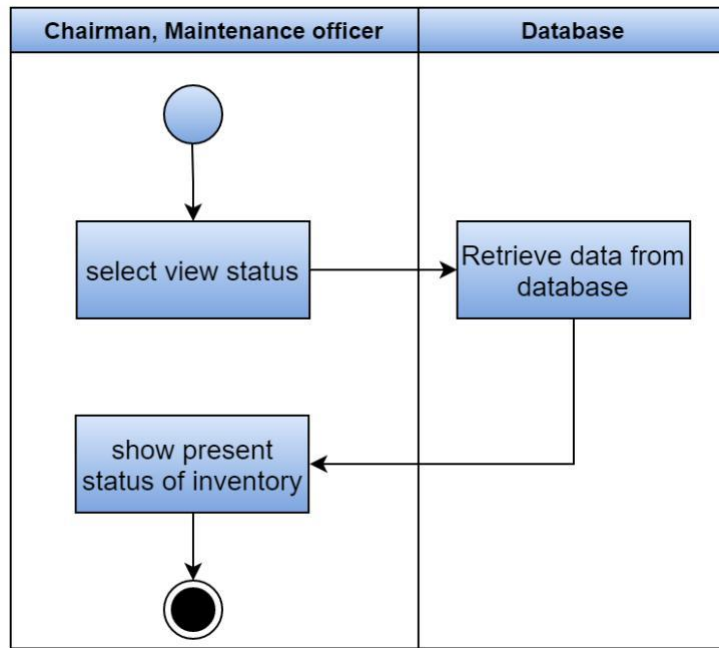 Chairman, Maintenance officer
Database
select view status
Retrieve data from
database
show present
status of inventory